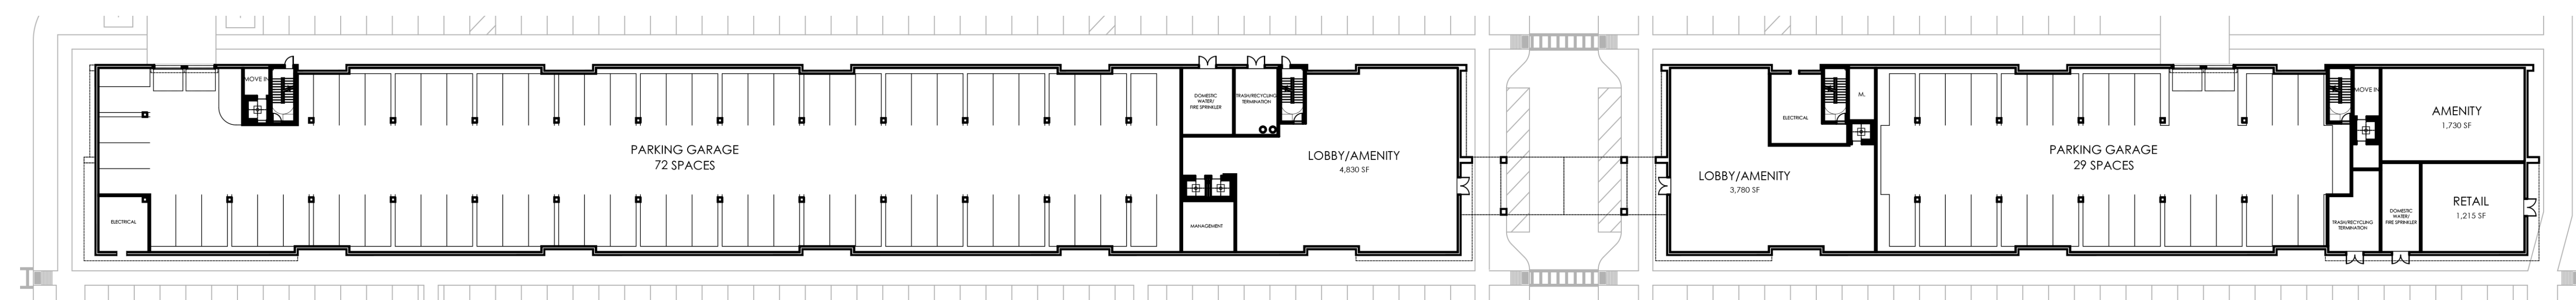 MOVE IN
DOMESTIC
WATER/
FIRE SPRINKLER
TRASH/RECYCLING
TERMINATION
PARKING GARAGE
72 SPACES
LOBBY/AMENITY
4,830 SF
ELECTRICAL
MANAGEMENT
ELECTRICAL
M.
LOBBY/AMENITY
3,780 SF
PARKING GARAGE
29 SPACES
MOVE IN
AMENITY
1,730 SF
TRASH/RECYCLING
TERMINATION
DOMESTIC
WATER/
FIRE SPRINKLER
RETAIL
1,215 SF